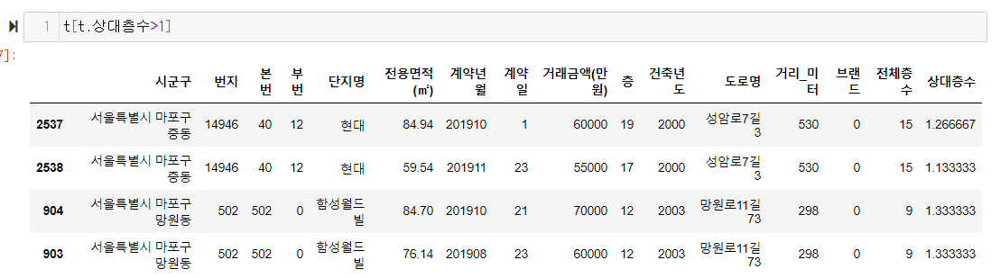 1 t[t.상대층수>1]
7]:
시군구 번지 본번 부번 단지명 전용면적(㎡) 계약년월 계약일 거래금액(만원) 층 건축년도 도로명 거리_미터 브랜드 전체층수 상대층수
2537 서울특별시 마포구 중동 14946 40 12 현대 84.94 201910 1 60000 19 2000 성암로7길 3 530 0 15 1.266667
2538 서울특별시 마포구 중동 14946 40 12 현대 59.54 201911 23 55000 17 2000 성암로7길 3 530 0 15 1.133333
904 서울특별시 마포구 망원동 502 502 0 함성월드빌 84.70 201910 21 70000 12 2003 망원로11길 73 298 0 9 1.333333
903 서울특별시 마포구 망원동 502 502 0 함성월드빌 76.14 201908 23 60000 12 2003 망원로11길 73 298 0 9 1.333333